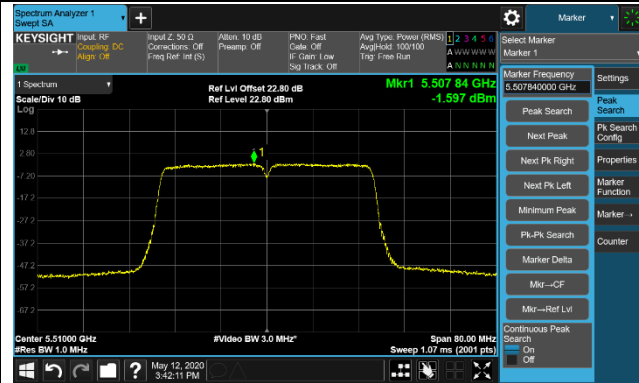 Spectrum Analyzer 1
Swept SA
Marker
KEYSIGHT
Input: RF
Coupling: DC
Align: Off
Input Z: 50 Ω
Corrections: Off
Freq Ref: Int (S)
Atten: 10 dB
Preamp: Off
PNO: Fast
Gate: Off
IF Gain: Low
Sig Track: Off
Avg Type: Power (RMS)
Avg|Hold: 100/100
Trig: Free Run
1 2 3 4 5 6
A W W W W W
A N N N N N
LXI
Select Marker
Marker 1
1 Spectrum
Scale/Div 10 dB
Log
Ref Lvl Offset 22.80 dB
Ref Level 22.80 dBm
Mkr1 5.507 84 GHz
-1.597 dBm
12.8
2.80
-7.20
-17.2
-27.2
-37.2
-47.2
-57.2
-67.2
1
Center 5.51000 GHz
#Res BW 1.0 MHz
#Video BW 3.0 MHz*
Span 80.00 MHz
Sweep 1.07 ms (2001 pts)
Marker Frequency
5.507840000 GHz
Peak Search
Next Peak
Next Pk Right
Next Pk Left
Minimum Peak
Pk-Pk Search
Marker Delta
Mkr→CF
Mkr→Ref Lvl
Continuous Peak
Search
On
Off
Settings
Peak
Search
Pk Search
Config
Properties
Marker
Function
Marker→
Counter
May 12, 2020
3:42:11 PM